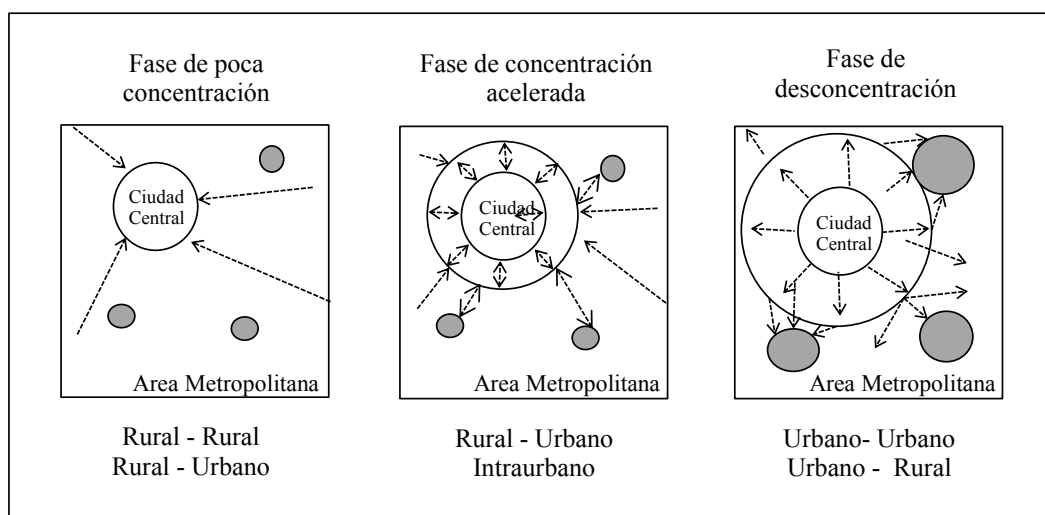 Fase de poca
concentración
Ciudad
Central
Area Metropolitana
Rural - Rural
Rural - Urbano
Fase de concentración
acelerada
Ciudad
Central
Area Metropolitana
Rural - Urbano
Intraurbano
Fase de
desconcentración
Ciudad
Central
Area Metropolitana
Urbano- Urbano
Urbano - Rural